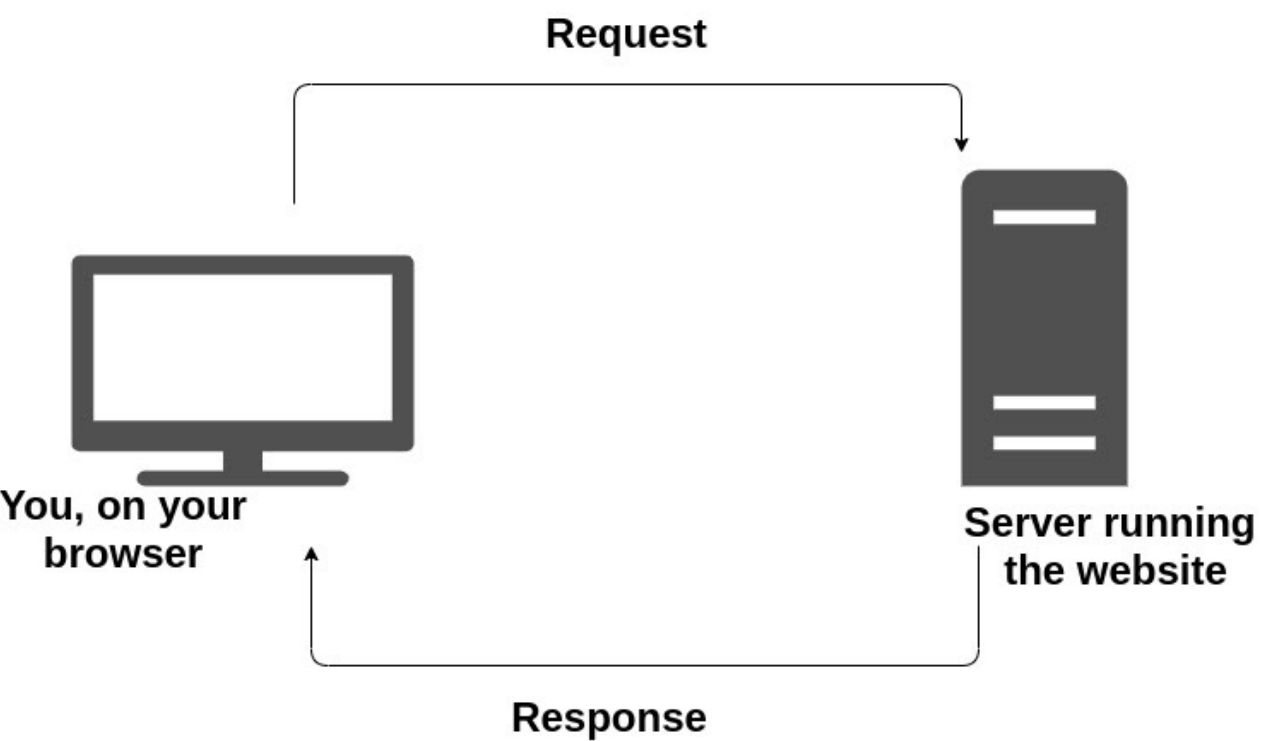 Request
You, on your
browser
Server running
the website
Response